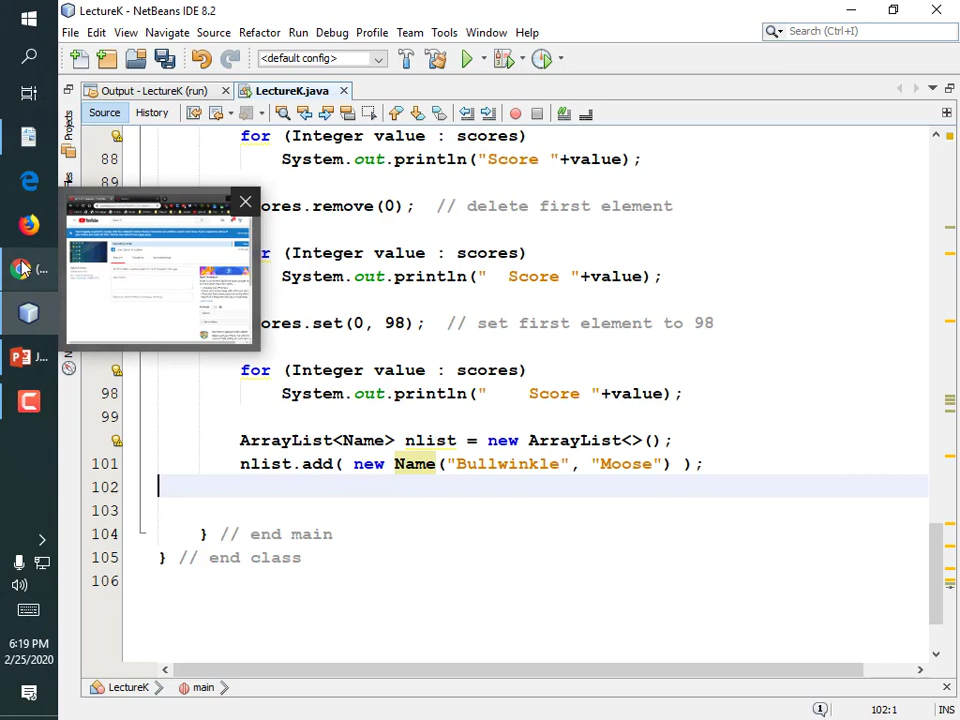 LectureK - NetBeans IDE 8.2
File Edit View Navigate Source Refactor Run Debug Profile Team Tools Window Help
Search (Ctrl+I)
<default config>
Output - LectureK (run) LectureK.java
Source History
Projects
for (Integer value : scores)
88 System.out.println("Score "+value);
89
ores.remove(0); // delete first element
r (Integer value : scores)
System.out.println("  Score "+value);
ores.set(0, 98); // set first element to 98
for (Integer value : scores)
98 System.out.println("    Score "+value);
99
ArrayList<Name> nlist = new ArrayList<>();
101 nlist.add( new Name("Bullwinkle", "Moose") );
102
103
104 } // end main
105 } // end class
106
(...
J...
YouTube
6:19 PM
2/25/2020
LectureK main
1 102:1 INS